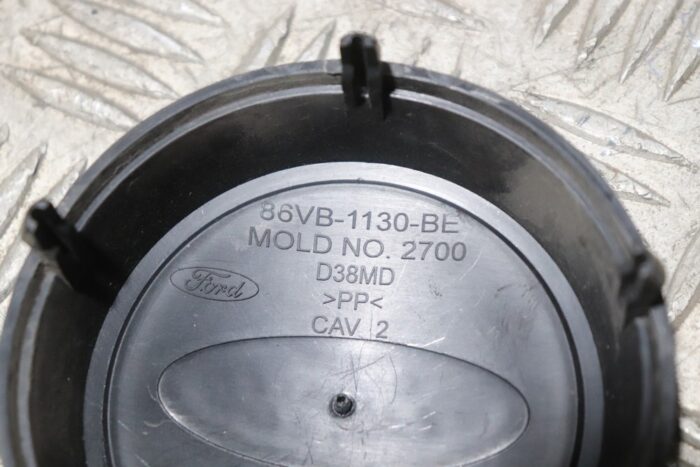 86VB-1130-BE
MOLD NO. 2700
D38MD
Ford
>PP<
CAV 2